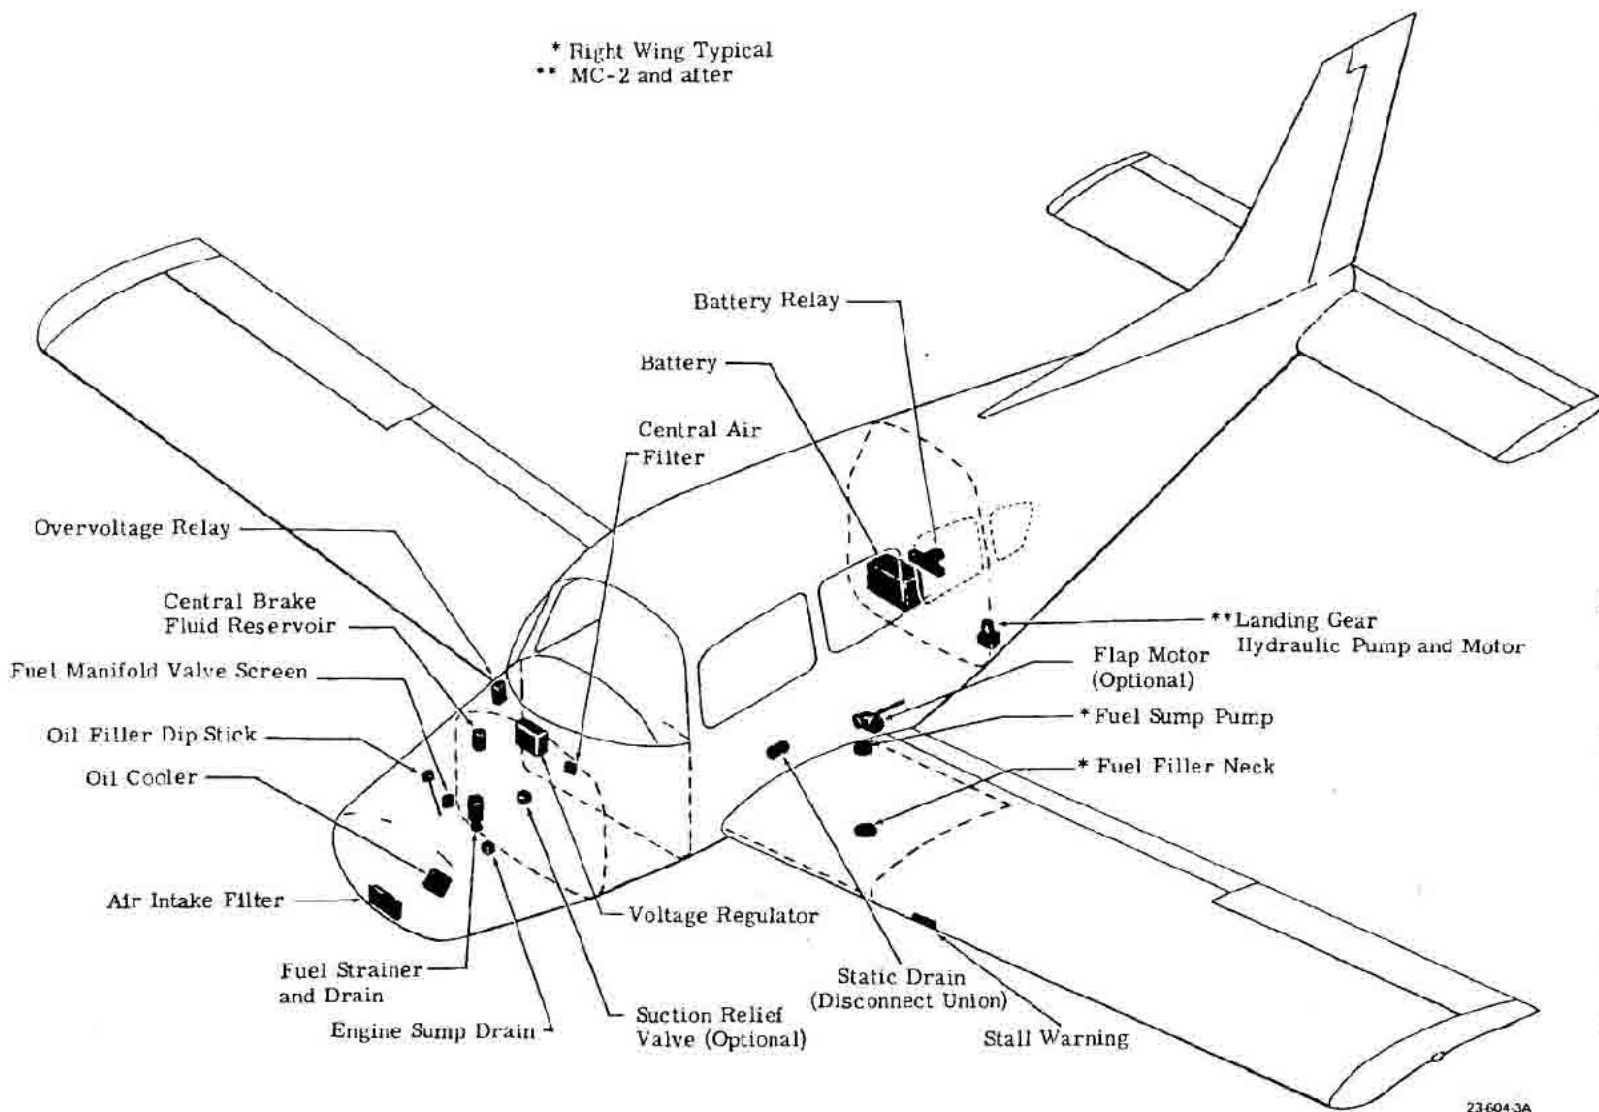 * Right Wing Typical
** MC-2 and after
Battery Relay
Battery
Central Air
Filter
Overvoltage Relay
Central Brake
Fluid Reservoir
Fuel Manifold Valve Screen
Oil Filler Dip Stick
Oil Cooler
Air Intake Filter
Fuel Strainer
and Drain
Engine Sump Drain
Voltage Regulator
Suction Relief
Valve (Optional)
Static Drain
(Disconnect Union)
Stall Warning
** Landing Gear
Hydraulic Pump and Motor
Flap Motor
(Optional)
* Fuel Sump Pump
* Fuel Filler Neck
23-604-3A